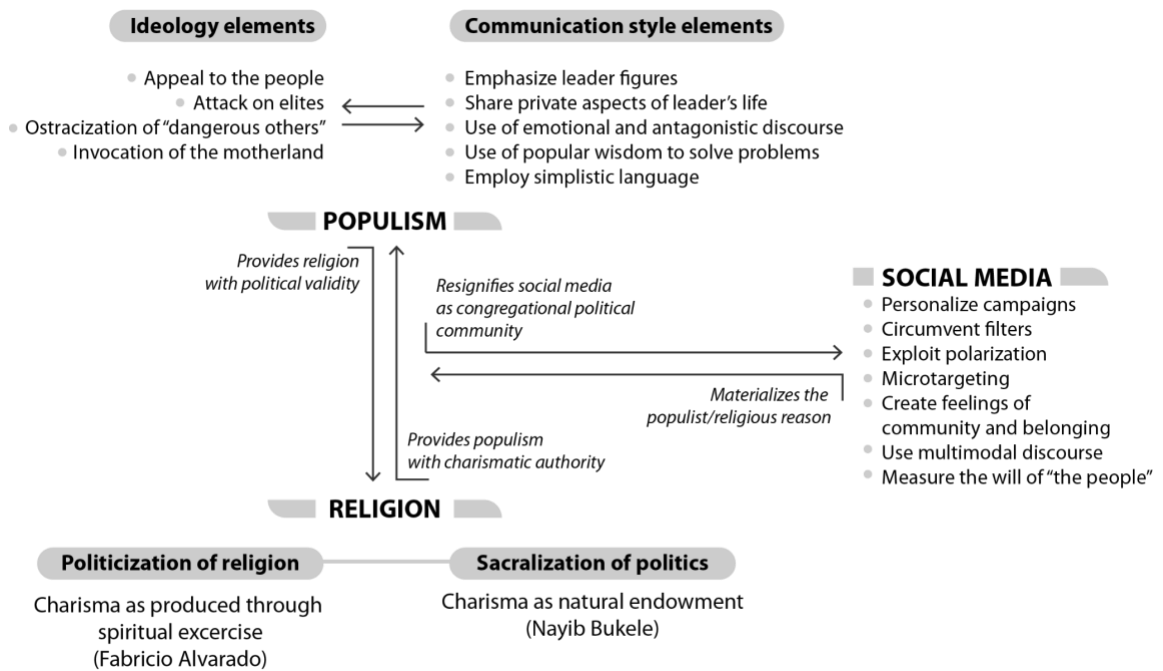 Ideology elements
Appeal to the people
Attack on elites
Ostracization of “dangerous others”
Invocation of the motherland
Communication style elements
Emphasize leader figures
Share private aspects of leader’s life
Use of emotional and antagonistic discourse
Use of popular wisdom to solve problems
Employ simplistic language
POPULISM
Provides religion
with political validity
Resignifies social media
as congregational political
community
SOCIAL MEDIA
Personalize campaigns
Circumvent filters
Exploit polarization
Microtargeting
Create feelings of
community and belonging
Use multimodal discourse
Measure the will of “the people”
Materializes the
populist/religious reason
Provides populism
with charismatic authority
RELIGION
Politicization of religion
Charisma as produced through
spiritual excercise
(Fabricio Alvarado)
Sacralization of politics
Charisma as natural endowment
(Nayib Bukele)